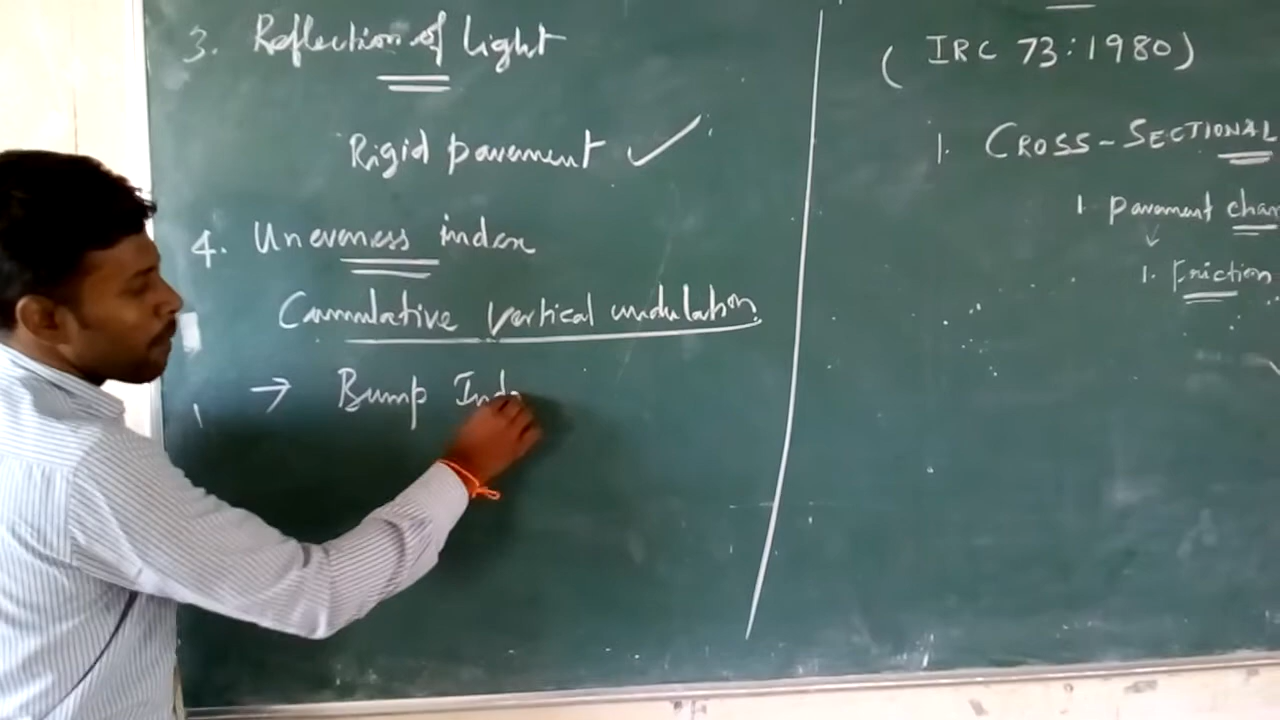 3. Reflection of light
Rigid pavement ✓
4. Uneveness index
Cummulative vertical undulation.
→ Bump Ind
(IRC 73:1980)
1. CROSS-SECTIONAL
1. pavement char
1. Friction